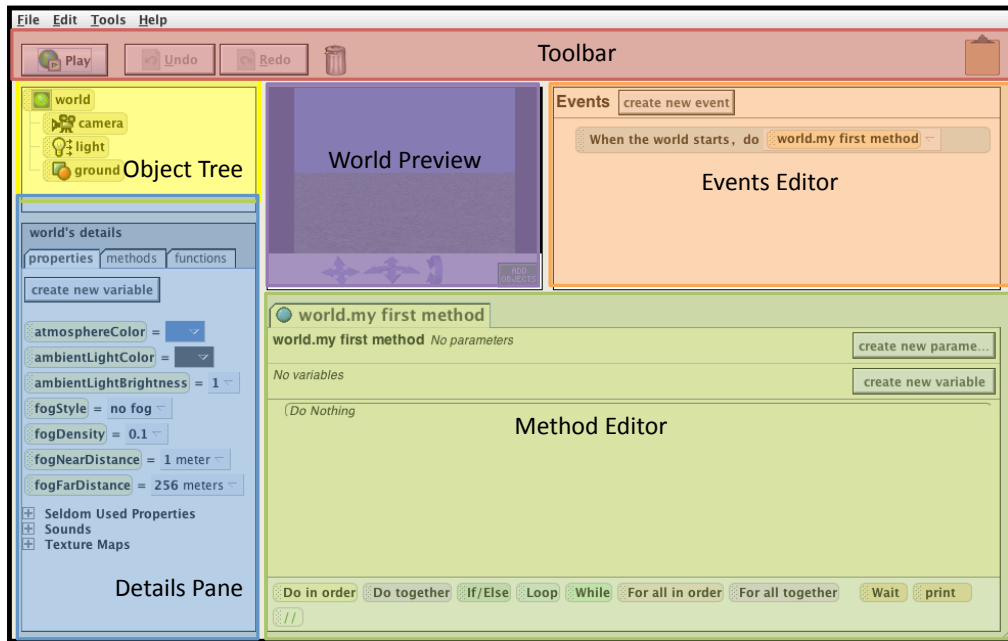 File Edit Tools Help
Play Undo Redo Toolbar
world
camera
light
ground
Object Tree
World Preview
ADD OBJECTS
Events create new event
When the world starts, do world.my first method
Events Editor
world's details
properties methods functions
create new variable
atmosphereColor =
ambientLightColor =
ambientLightBrightness = 1
fogStyle = no fog
fogDensity = 0.1
fogNearDistance = 1 meter
fogFarDistance = 256 meters
Seldom Used Properties
Sounds
Texture Maps
Details Pane
world.my first method
world.my first method No parameters
create new parame...
No variables
create new variable
(Do Nothing
Method Editor
Do in order Do together If/Else Loop While For all in order For all together Wait print
//